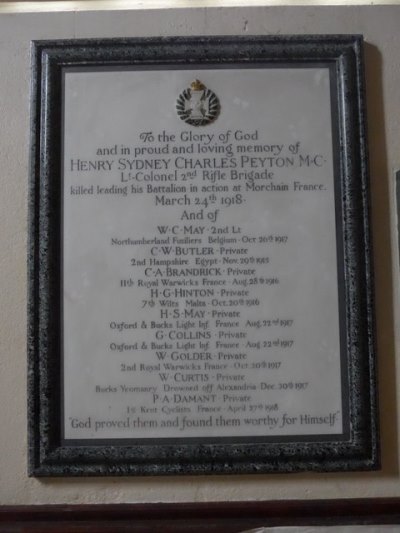 To the Glory of God
and in proud and loving memory of
HENRY SYDNEY CHARLES PEYTON M·C·
Lt-Colonel 2nd Rifle Brigade
killed leading his Battalion in action at Morchain France.
March 24th 1918·
And of
W·C·MAY·2nd Lt
Northumberland Fusiliers Belgium·Oct 26th 1917
C·W·BUTLER·Private
2nd Hampshire Egypt·Nov. 29th 1915
C·A·BRANDRICK·Private
11th Royal Warwicks France·Aug. 28th 1916
H·G·HINTON·Private
7th Wilts Malta·Oct. 20th 1916
H·S·MAY·Private
Oxford & Bucks Light Inf. France Aug. 22nd 1917
G·COLLINS·Private
Oxford & Bucks Light Inf. France·Aug 22nd 1917
W·GOLDER·Private
2nd Royal Warwicks France·Oct 20th 1917
W·CURTIS·Private
Bucks Yeomanry Drowned off Alexandria·Dec. 30th 1917
P·A·DAMANT·Private
1st Kent Cyclists France·April 27th 1918
"God proved them and found them worthy for Himself"